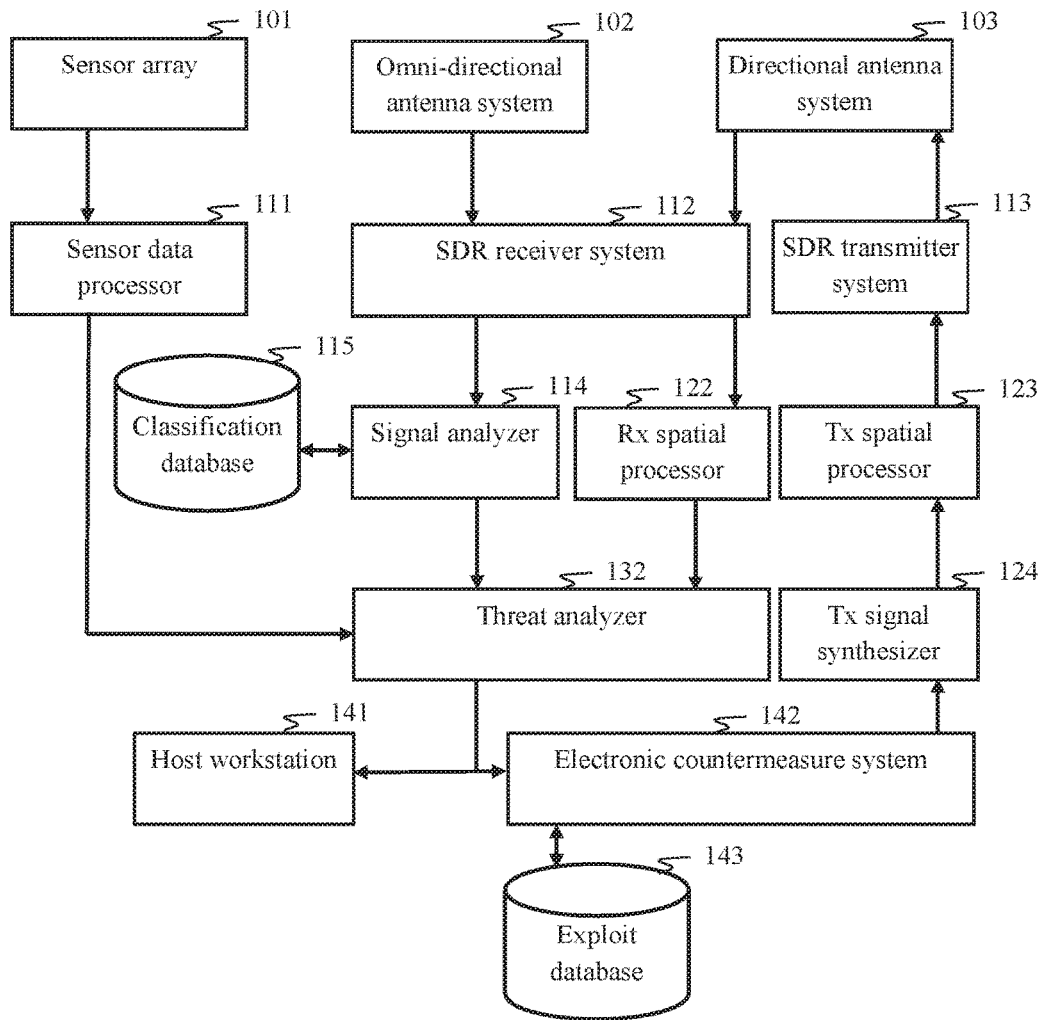 101
102
103
Sensor array
Omni-directional
antenna system
Directional antenna
system
111
112
113
Sensor data
processor
SDR receiver system
SDR transmitter
system
115
114
122
123
Classification
database
Signal analyzer
Rx spatial
processor
Tx spatial
processor
132
124
Threat analyzer
Tx signal
synthesizer
141
142
Host workstation
Electronic countermeasure system
143
Exploit
database